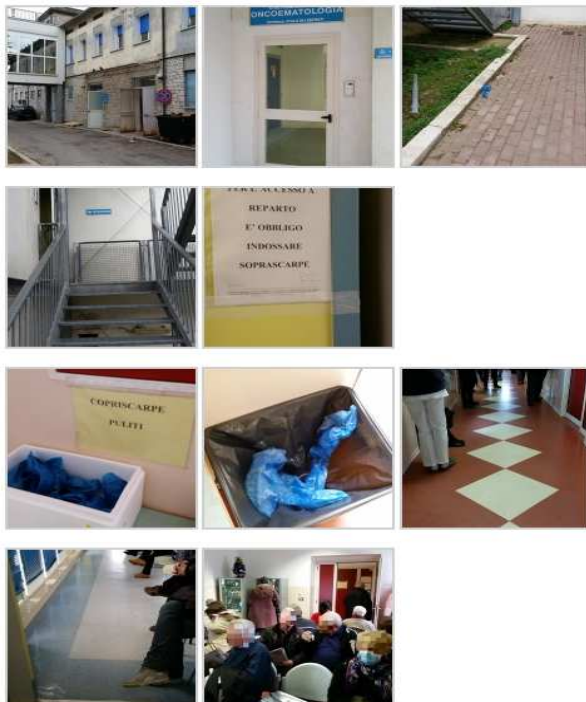 ONCOEMATOLOGIA
PER L'ACCESSO A
REPARTO
E' OBBLIGO
INDOSSARE
SOPRASCARPE
COPRISCARPE
PULITI